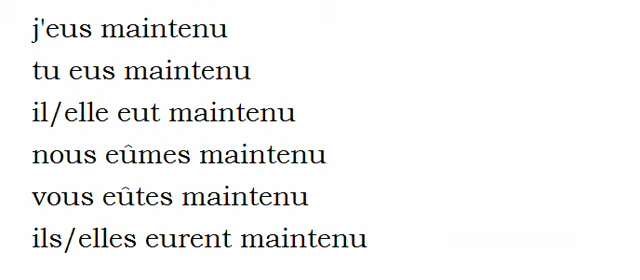 j'eus maintenu
tu eus maintenu
il/elle eut maintenu
nous eûmes maintenu
vous eûtes maintenu
ils/elles eurent maintenu